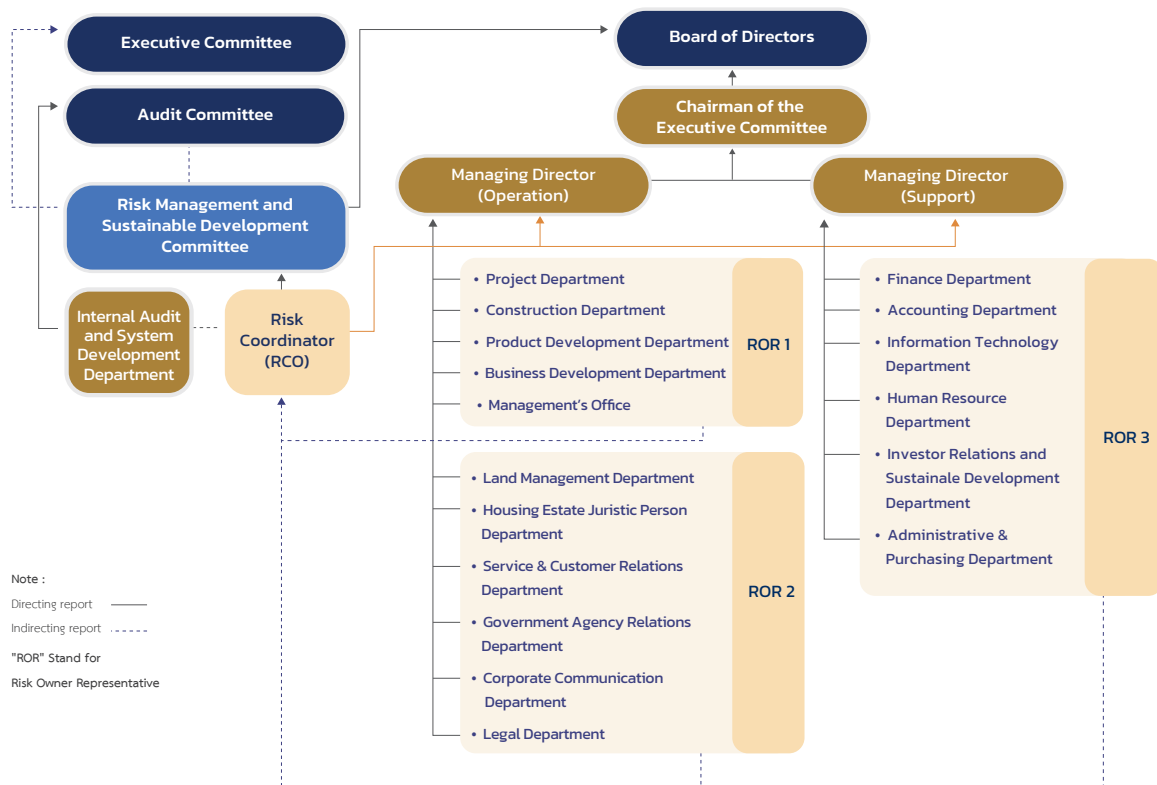 Executive Committee
Audit Committee
Risk Management and
Sustainable Development
Committee
Internal Audit
and System
Development
Department
Risk
Coordinator
(RCO)
Board of Directors
Chairman of the
Executive Committee
Managing Director
(Operation)
Managing Director
(Support)
• Project Department
• Construction Department
• Product Development Department
• Business Development Department
• Management's Office
ROR 1
• Land Management Department
• Housing Estate Juristic Person
Department
• Service & Customer Relations
Department
• Government Agency Relations
Department
• Corporate Communication
Department
• Legal Department
ROR 2
• Finance Department
• Accounting Department
• Information Technology
Department
• Human Resource
Department
• Investor Relations and
Sustainale Development
Department
• Administrative &
Purchasing Department
ROR 3
Note :
Directing report
Indirecting report
"ROR" Stand for
Risk Owner Representative